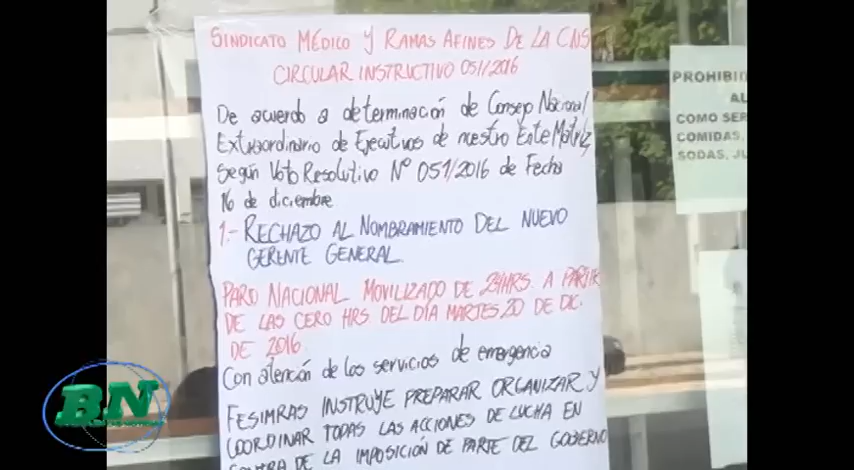 SINDICATO MÉDICO Y RAMAS AFINES DE LA CNS
CIRCULAR INSTRUCTIVO 051/2016
De acuerdo a determinación de Consejo Nacional
Extraordinario de Ejecutivos de nuestro Ente Matriz,
Según Voto Resolutivo Nº 051/2016 de Fecha
16 de diciembre
1.- RECHAZO AL NOMBRAMIENTO DEL NUEVO
GERENTE GENERAL.
PARO NACIONAL MOVILIZADO DE 24HRS. A PARTIR
DE LAS CERO HRS. DEL DÍA MARTES 20 DE DIC.
DE 2016.
Con atención de los servicios de emergencia
FESIMRAS INSTRUYE PREPARAR ORGANIZAR Y
COORDINAR TODAS LAS ACCIONES DE LUCHA EN
CONTRA DE LA IMPOSICIÓN DE PARTE DEL GOBIERNO
PROHIBIDO
AL
COMO SER
COMIDAS,
SODAS, JU
BN
BN